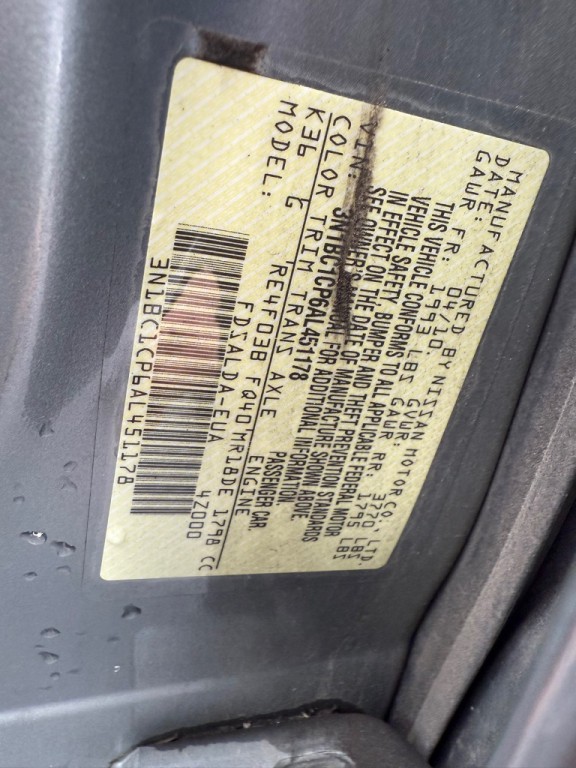 MANUFACTURED BY NISSAN MOTOR CO., LTD.
DATE: 04/10. GVWR: 3770 LBS
GAWR FR: 1993 LBS GAWR RR: 1795 LBS
THIS VEHICLE CONFORMS TO ALL APPLICABLE FEDERAL MOTOR
VEHICLE SAFETY, BUMPER AND THEFT PREVENTION STANDARDS
IN EFFECT ON THE DATE OF MANUFACTURE SHOWN ABOVE.
SEE OWNER'S MANUAL FOR ADDITIONAL INFORMATION.
VIN: 3N1BC1CP6AL451178 PASSENGER CAR.
COLOR TRIM TRANS AXLE ENGINE
K36 G RE4F03B FQ40 MR18DE 1798 CC
MODEL: FDSALDA-EUA 4Z000
3N1BC1CP6AL451178